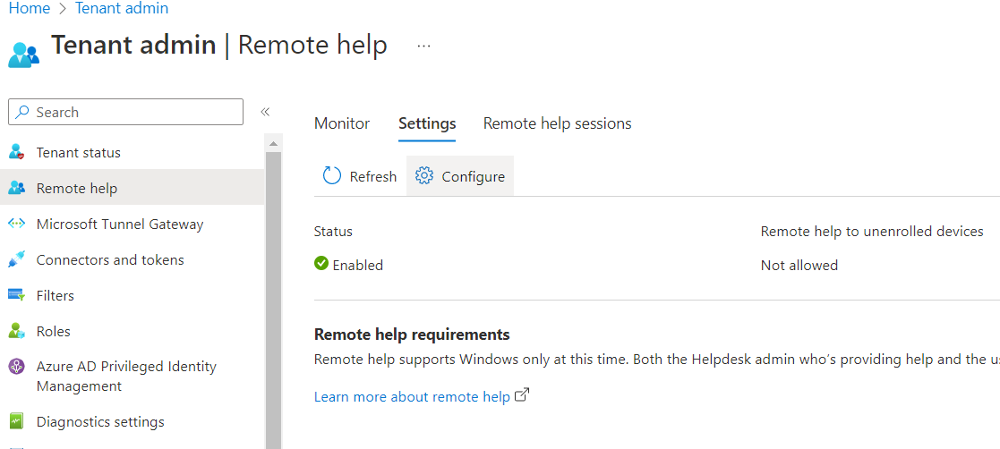 Home > Tenant admin
Tenant admin | Remote help ...
Search «
Monitor Settings Remote help sessions
Tenant status
Refresh Configure
Remote help
Microsoft Tunnel Gateway
Status Remote help to unenrolled devices
Connectors and tokens
Enabled Not allowed
Filters
Roles
Remote help requirements
Azure AD Privileged Identity
Management
Remote help supports Windows only at this time. Both the Helpdesk admin who's providing help and the
Learn more about remote help
Diagnostics settings